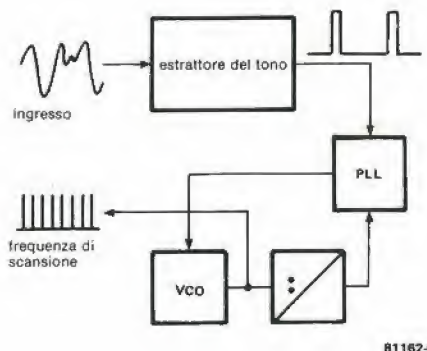 estrattore del tono
ingresso
PLL
frequenza di
scansione
VCO
:
81162-